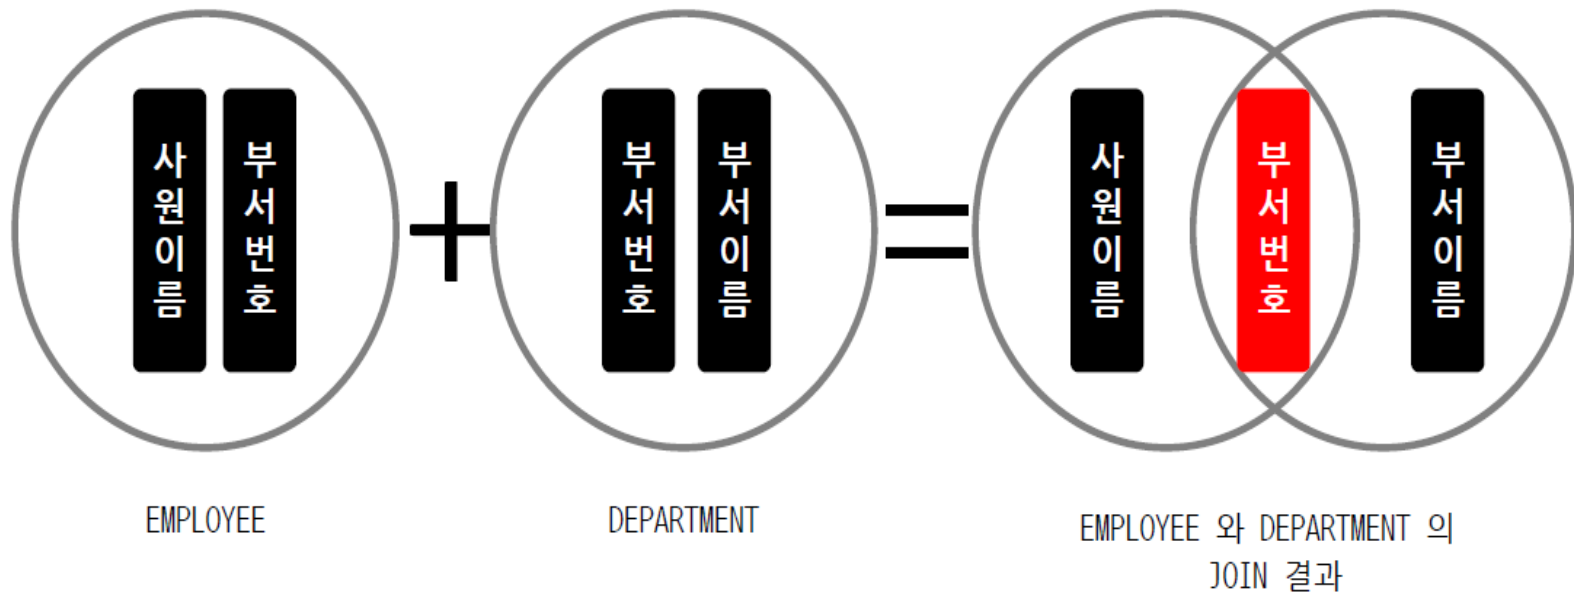 사원이름
부서번호
부서번호
부서이름
사원이름
부서번호
부서이름
EMPLOYEE
DEPARTMENT
EMPLOYEE 와 DEPARTMENT 의
JOIN 결과